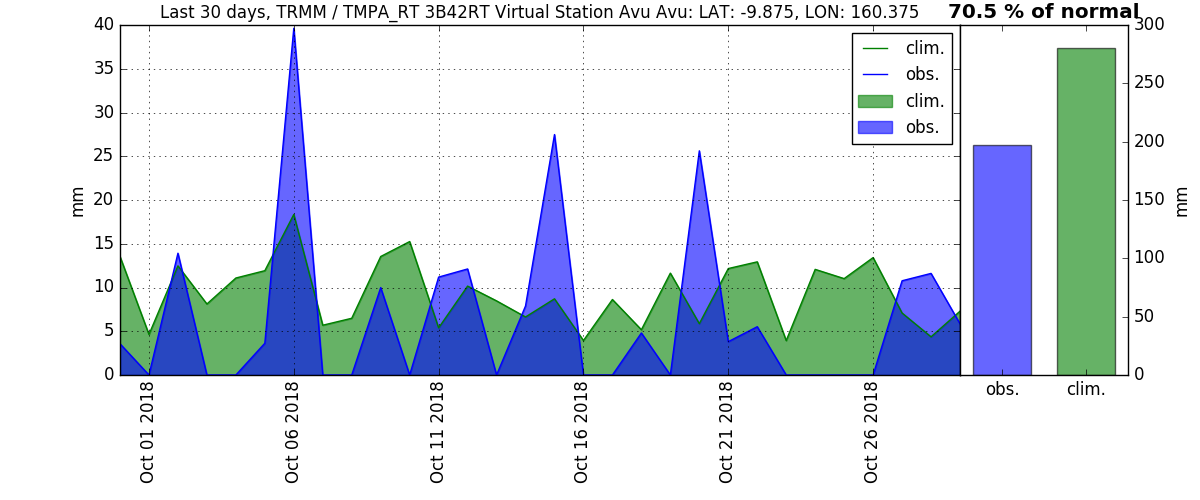 Last 30 days, TRMM / TMPA_RT 3B42RT Virtual Station Avu Avu: LAT: -9.875, LON: 160.375
70.5 % of normal
mm
40
35
30
25
20
15
10
5
0
clim.
obs.
clim.
obs.
Oct 01 2018
Oct 06 2018
Oct 11 2018
Oct 16 2018
Oct 21 2018
Oct 26 2018
300
250
200
150
100
50
0
mm
obs.
clim.